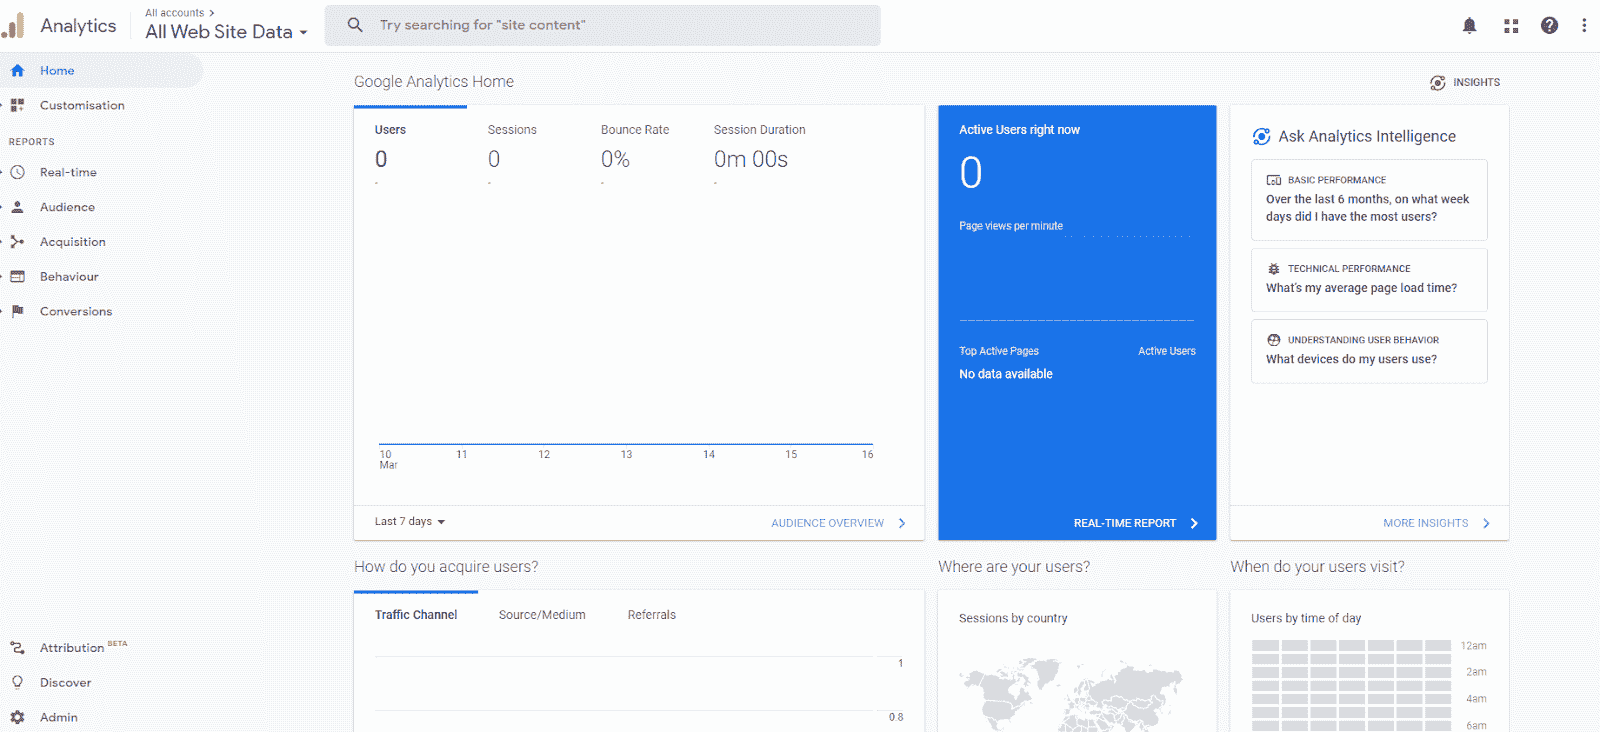 Analytics
All accounts >
All Web Site Data
Try searching for "site content"
Home
Customisation
REPORTS
Real-time
Audience
Acquisition
Behaviour
Conversions
Attribution BETA
Discover
Admin
Google Analytics Home
INSIGHTS
Users
0
-
Sessions
0
-
Bounce Rate
0%
-
Session Duration
0m 00s
-
10
Mar
11
12
13
14
15
16
Last 7 days
AUDIENCE OVERVIEW
Active Users right now
0
Page views per minute
Top Active Pages
Active Users
No data available
REAL-TIME REPORT
Ask Analytics Intelligence
BASIC PERFORMANCE
Over the last 6 months, on what week
days did I have the most users?
TECHNICAL PERFORMANCE
What's my average page load time?
UNDERSTANDING USER BEHAVIOR
What devices do my users use?
MORE INSIGHTS
How do you acquire users?
Traffic Channel
Source/Medium
Referrals
1
0.8
Where are your users?
Sessions by country
When do your users visit?
Users by time of day
12am
2am
4am
6am